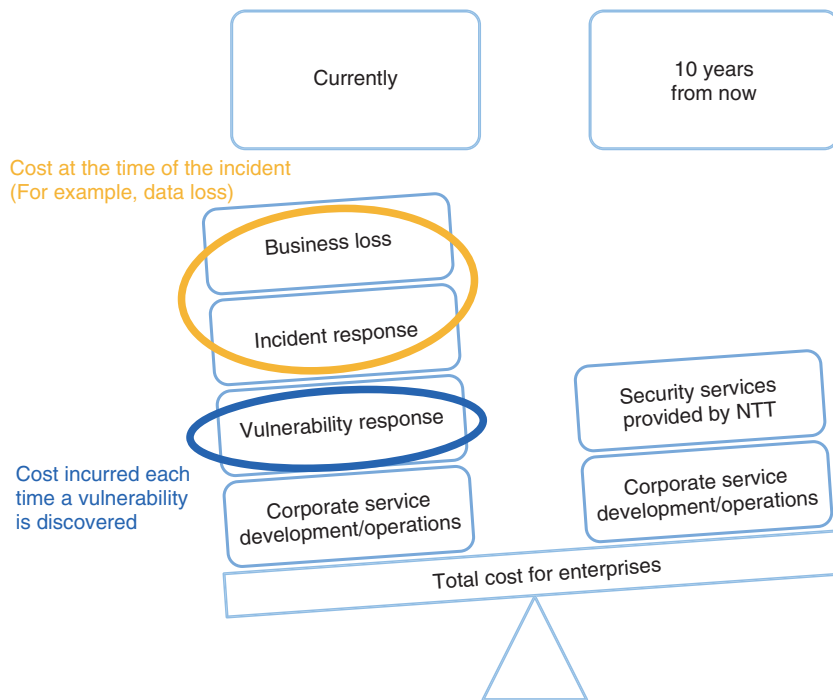 Currently
10 years
from now
Cost at the time of the incident
(For example, data loss)
Business loss
Incident response
Vulnerability response
Cost incurred each
time a vulnerability
is discovered
Corporate service
development/operations
Security services
provided by NTT
Corporate service
development/operations
Total cost for enterprises